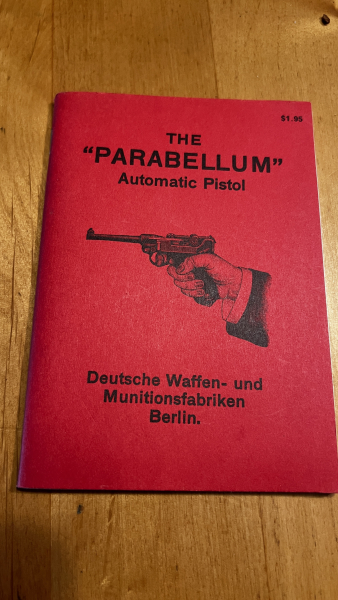 $1.95
THE
“PARABELLUM”
Automatic Pistol
Deutsche Waffen- und
Munitionsfabriken
Berlin.